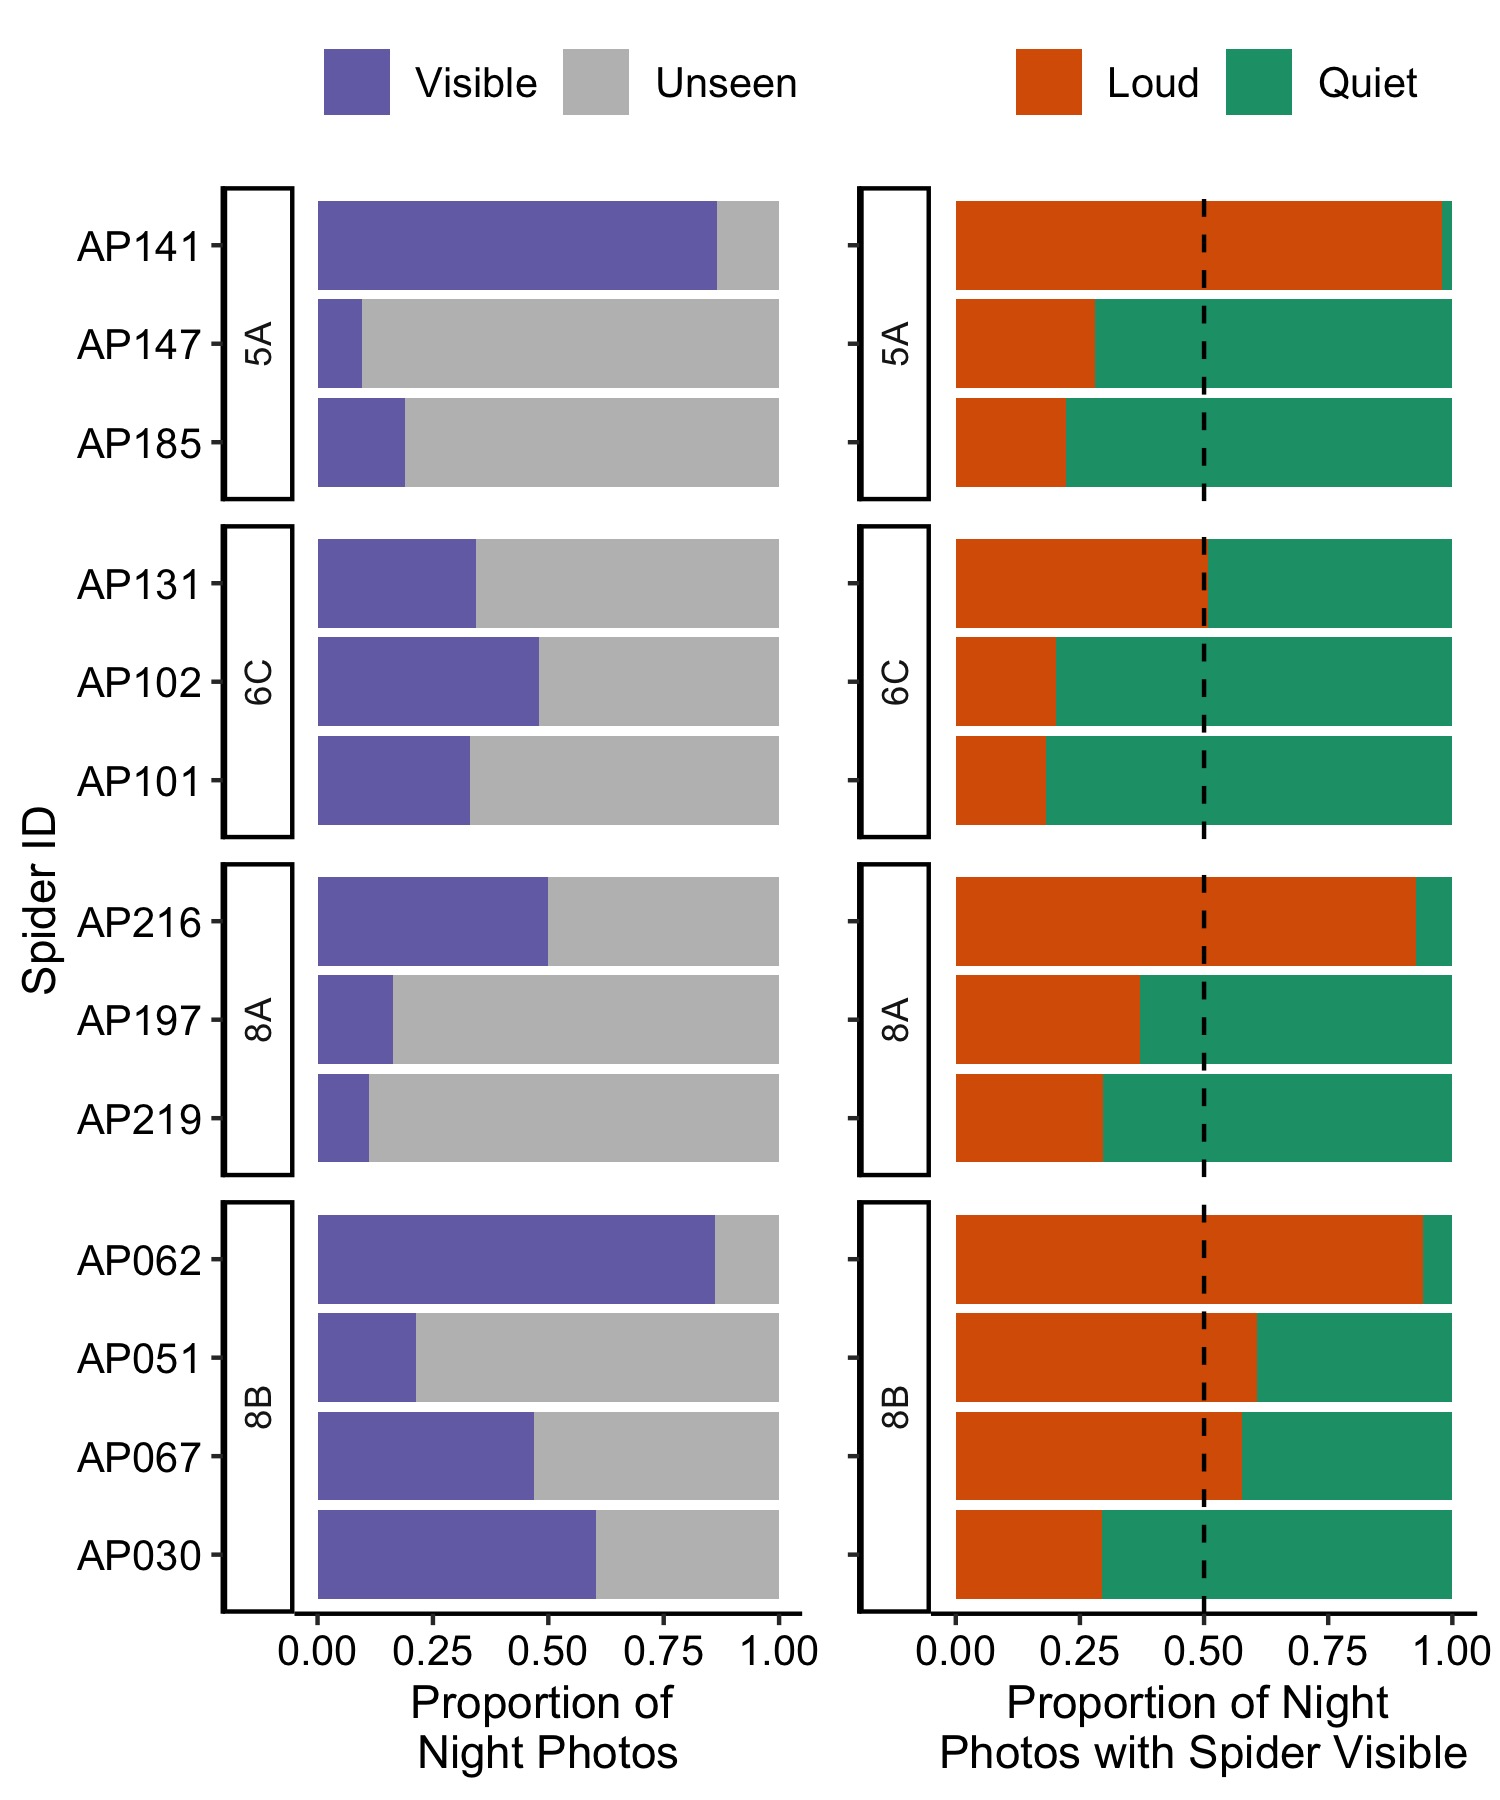 Visible Unseen
Loud Quiet
Spider ID
5A
AP141
AP147
AP185
6C
AP131
AP102
AP101
8A
AP216
AP197
AP219
8B
AP062
AP051
AP067
AP030
0.00 0.25 0.50 0.75 1.00
Proportion of
Night Photos
5A
6C
8A
8B
0.00 0.25 0.50 0.75 1.00
Proportion of Night
Photos with Spider Visible